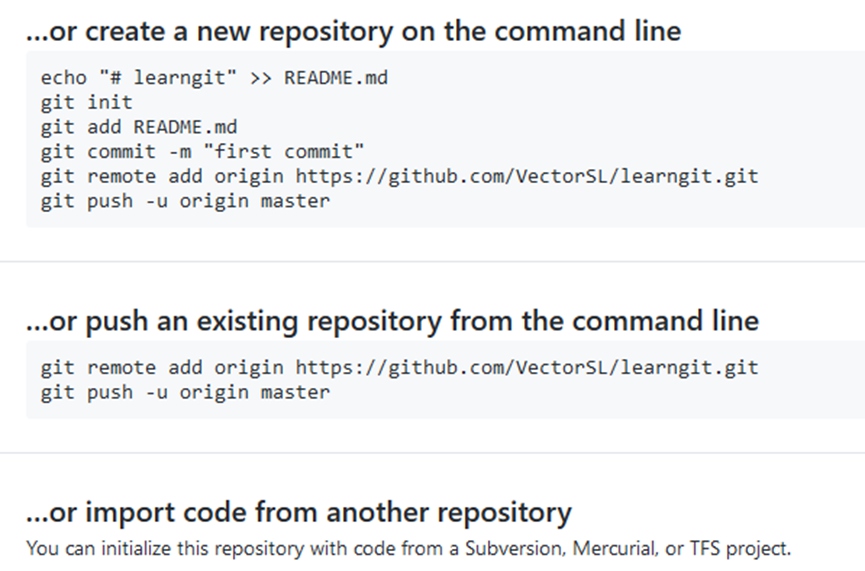 ...or create a new repository on the command line
echo "# learngit" >> README.md
git init
git add README.md
git commit -m "first commit"
git remote add origin https://github.com/VectorSL/learngit.git
git push -u origin master
...or push an existing repository from the command line
git remote add origin https://github.com/VectorSL/learngit.git
git push -u origin master
...or import code from another repository
You can initialize this repository with code from a Subversion, Mercurial, or TFS project.